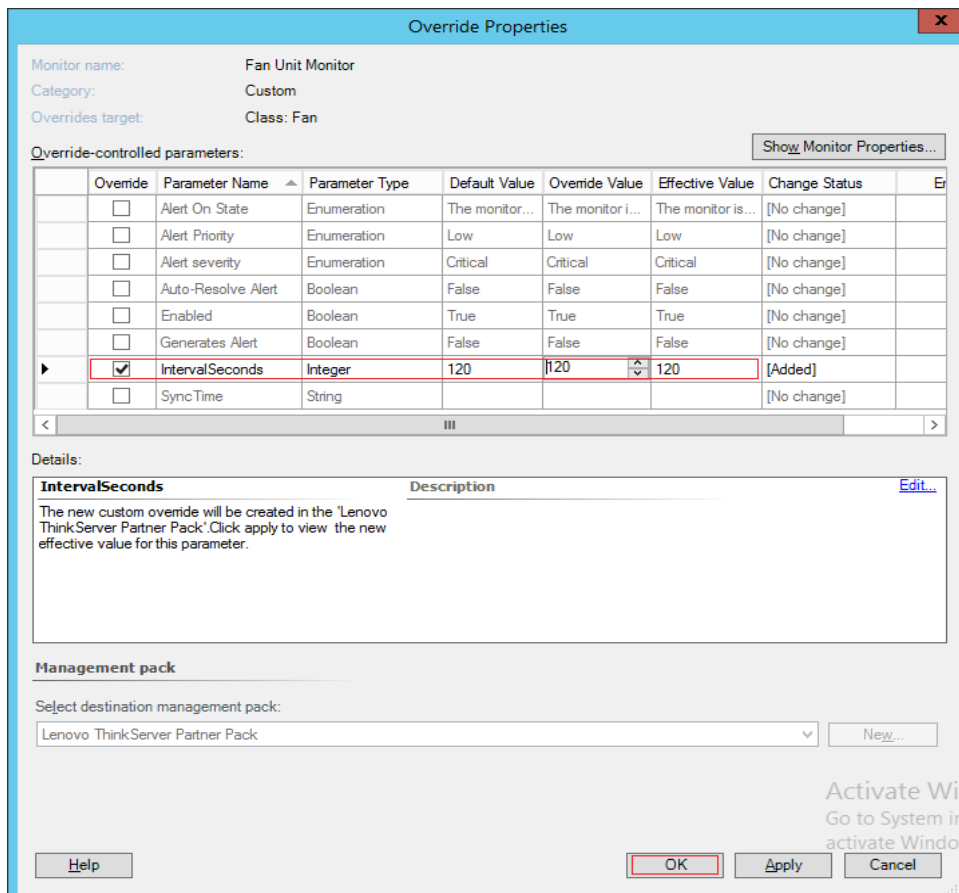 Override Properties
x
Monitor name: Fan Unit Monitor
Category: Custom
Overrides target: Class: Fan
Override-controlled parameters: Show Monitor Properties...
Override Parameter Name Parameter Type Default Value Override Value Effective Value Change Status Er
Alert On State Enumeration The monitor... The monitor i... The monitor is... [No change]
Alert Priority Enumeration Low Low Low [No change]
Alert severity Enumeration Critical Critical Critical [No change]
Auto-Resolve Alert Boolean False False False [No change]
Enabled Boolean True True True [No change]
Generates Alert Boolean False False False [No change]
IntervalSeconds Integer 120 120 120 [Added]
SyncTime String [No change]
Details:
IntervalSeconds Description Edit...
The new custom override will be created in the "Lenovo
ThinkServer Partner Pack".Click apply to view the new
effective value for this parameter.
Management pack
Select destination management pack:
Lenovo ThinkServer Partner Pack New...
Activate Wi
Go to System in
activate Windo
Help OK Apply Cancel